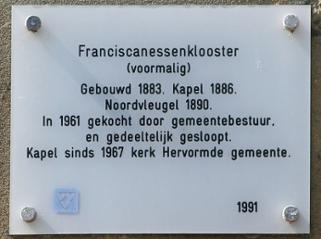 Franciscanessenklooster
(voormalig)
Gebouwd 1883. Kapel 1886.
Noordvleugel 1890.
In 1961 gekocht door gemeentebestuur,
en gedeeltelijk gesloopt.
Kapel sinds 1967 kerk Hervormde gemeente.
1991